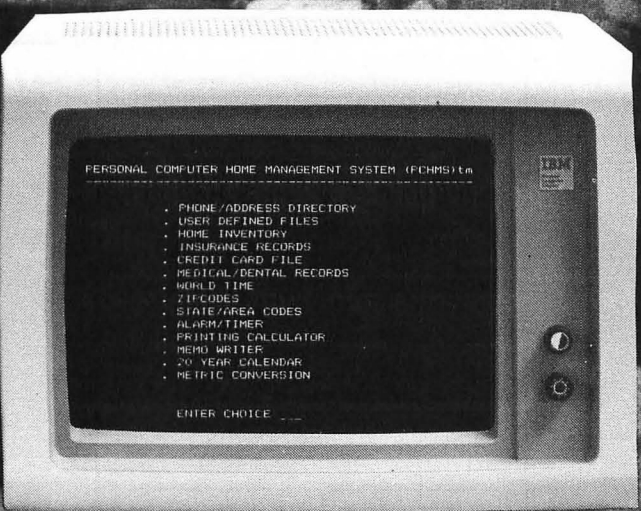 PERSONAL COMPUTER HOME MANAGEMENT SYSTEM (PCHMS)tm
. PHONE/ADDRESS DIRECTORY
. USER DEFINED FILES
. HOME INVENTORY
. INSURANCE RECORDS
. CREDIT CARD FILE
. MEDICAL/DENTAL RECORDS
. WORLD TIME
. ZIPCODES
. STATE/AREA CODES
. ALARM/TIMER
. PRINTING CALCULATOR
. MEMO WRITER
. 20 YEAR CALENDAR
. METRIC CONVERSION
ENTER CHOICE ___
IBM